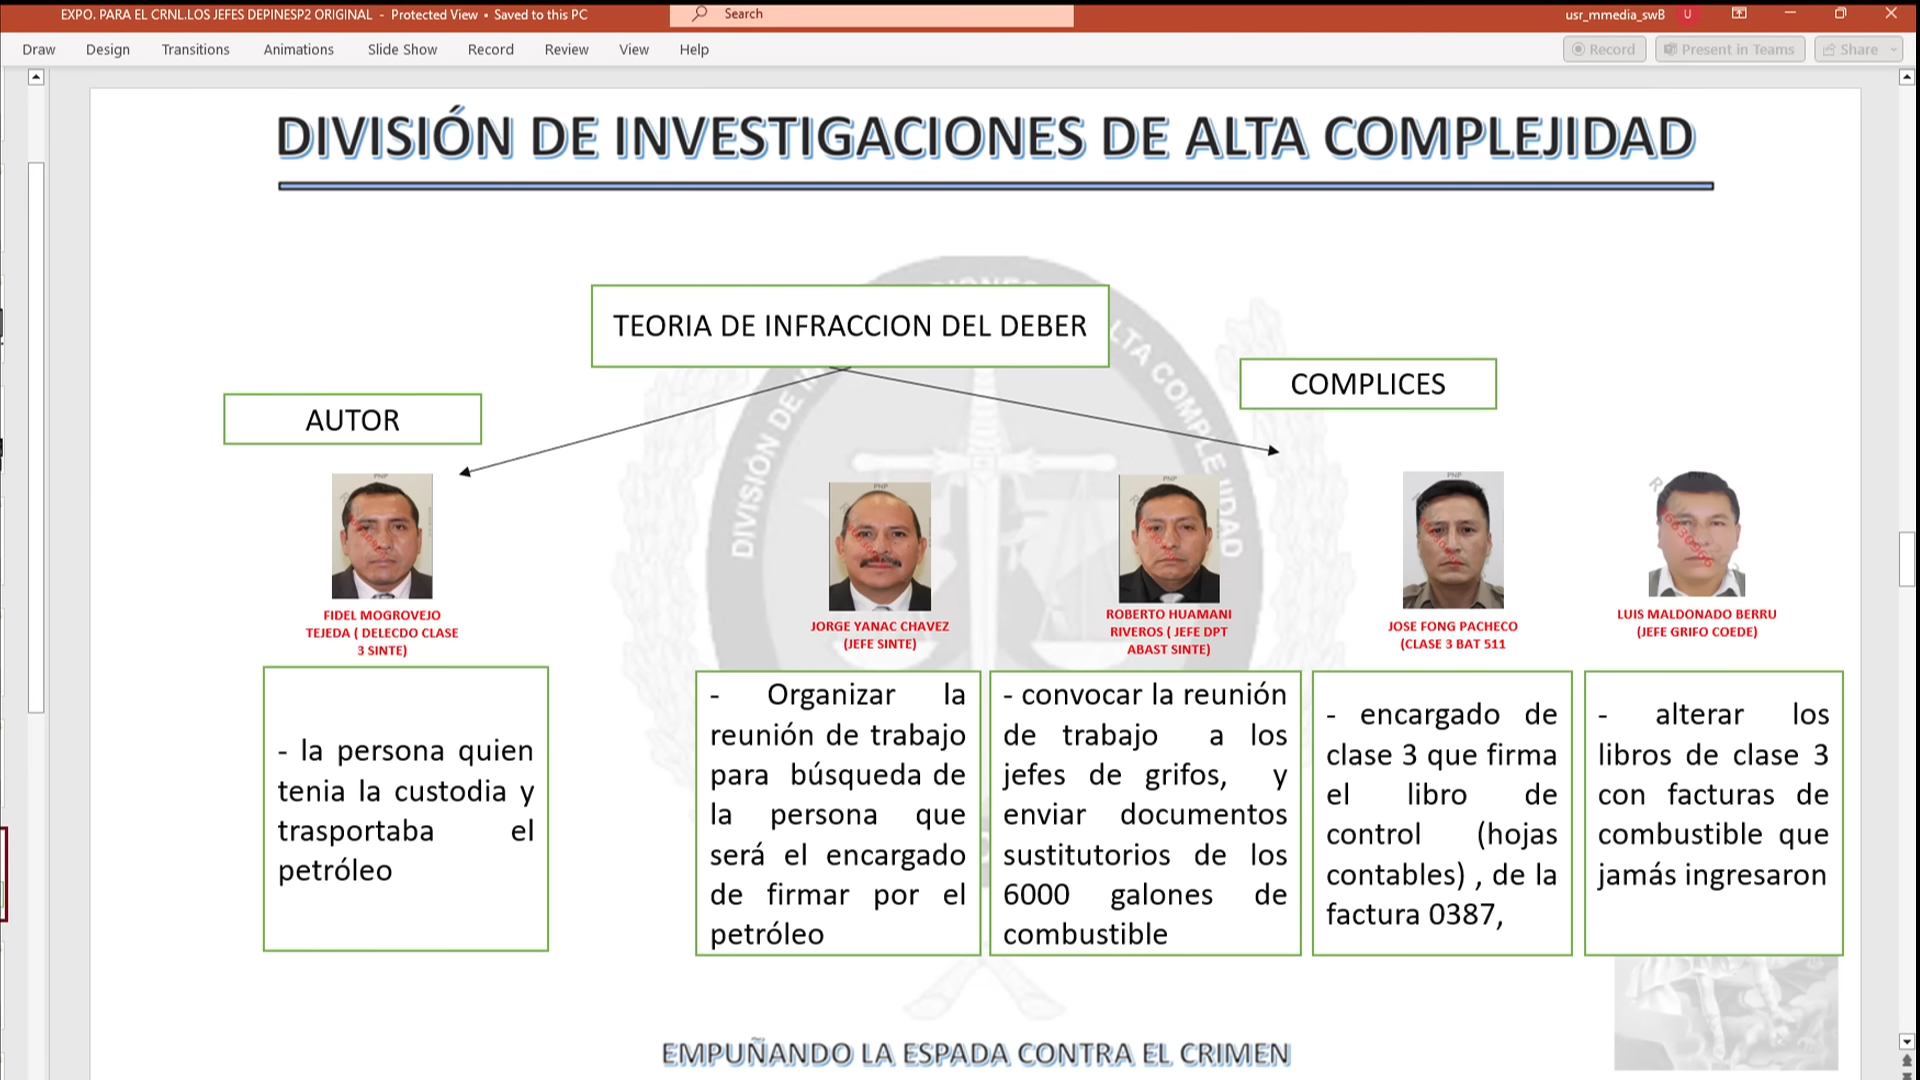 EXPO. PARA EL CRNL.LOS JEFES DEPINESP2 ORIGINAL - Protected View • Saved to this PC
Search
usr_mmedia_swB
U
Draw Design Transitions Animations Slide Show Record Review View Help
Record
Present in Teams
Share
DIVISIÓN DE INVESTIGACIONES DE ALTA COMPLEJIDAD
TEORIA DE INFRACCION DEL DEBER
AUTOR
COMPLICES
FIDEL MOGROVEJO
TEJEDA ( DELECDO CLASE
3 SINTE)
- la persona quien
tenia la custodia y
trasportaba el
petróleo
JORGE YANAC CHAVEZ
(JEFE SINTE)
- Organizar la
reunión de trabajo
para búsqueda de
la persona que
será el encargado
de firmar por el
petróleo
ROBERTO HUAMANI
RIVEROS ( JEFE DPT
ABAST SINTE)
- convocar la reunión
de trabajo a los
jefes de grifos, y
enviar documentos
sustitutorios de los
6000 galones de
combustible
JOSE FONG PACHECO
(CLASE 3 BAT 511
- encargado de
clase 3 que firma
el libro de
control (hojas
contables) , de la
factura 0387,
LUIS MALDONADO BERRU
(JEFE GRIFO COEDE)
- alterar los
libros de clase 3
con facturas de
combustible que
jamás ingresaron
EMPUÑANDO LA ESPADA CONTRA EL CRIMEN